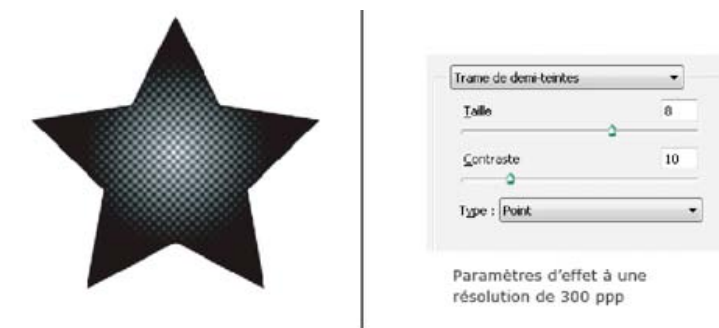 Trame de demi-teintes
Taille 8
Contraste 10
Type : Point
Paramètres d'effet à une
résolution de 300 ppp